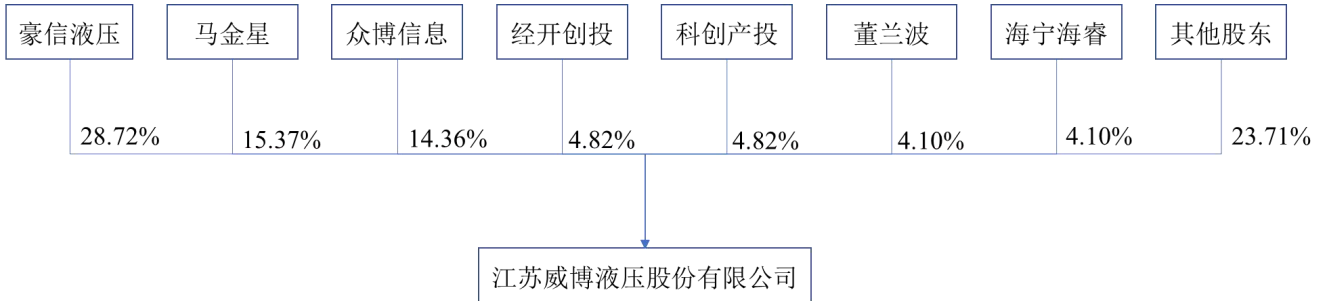 豪信液压
马金星
众博信息
经开创投
科创产投
董兰波
海宁海睿
其他股东
28.72%
15.37%
14.36%
4.82%
4.82%
4.10%
4.10%
23.71%
江苏威博液压股份有限公司